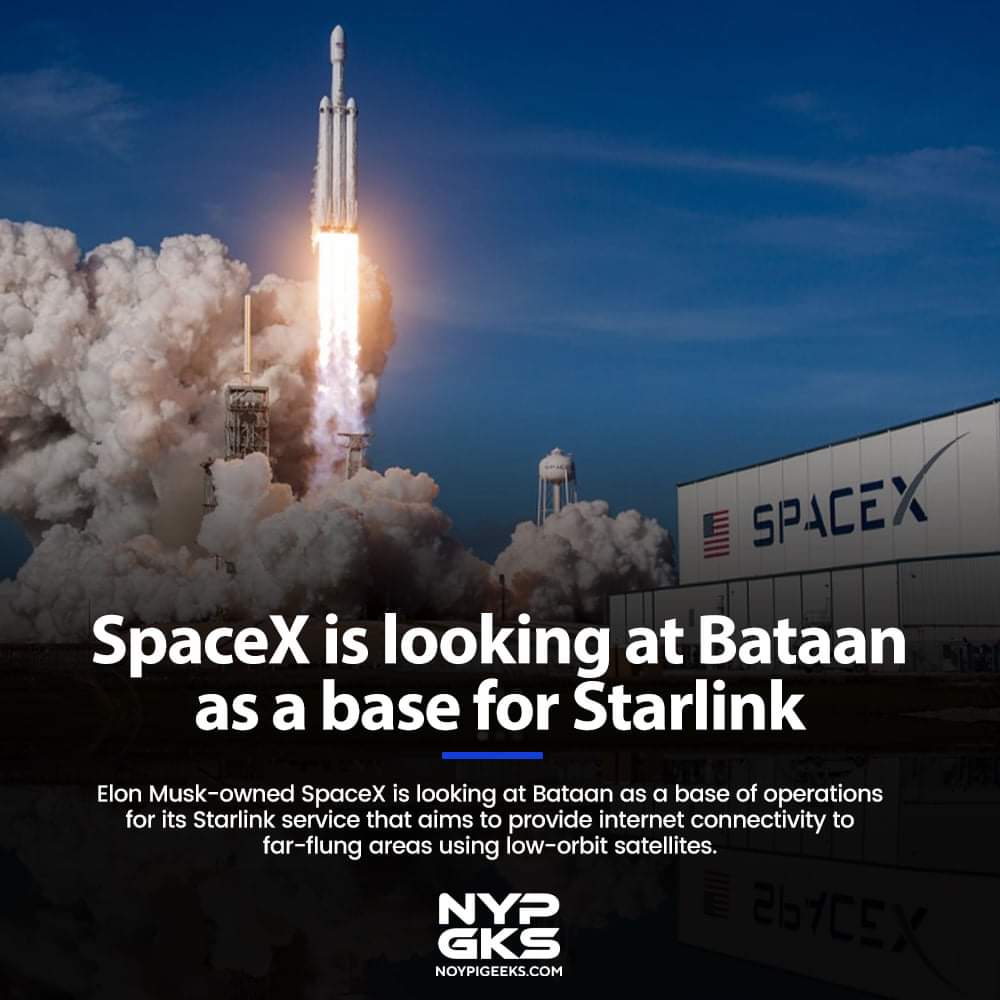 SPACEX
SpaceX is looking at Bataan
as a base for Starlink
Elon Musk-owned SpaceX is looking at Bataan as a base of operations
for its Starlink service that aims to provide internet connectivity to
far-flung areas using low-orbit satellites.
NYP
GKS
NOYPIGEEKS.COM